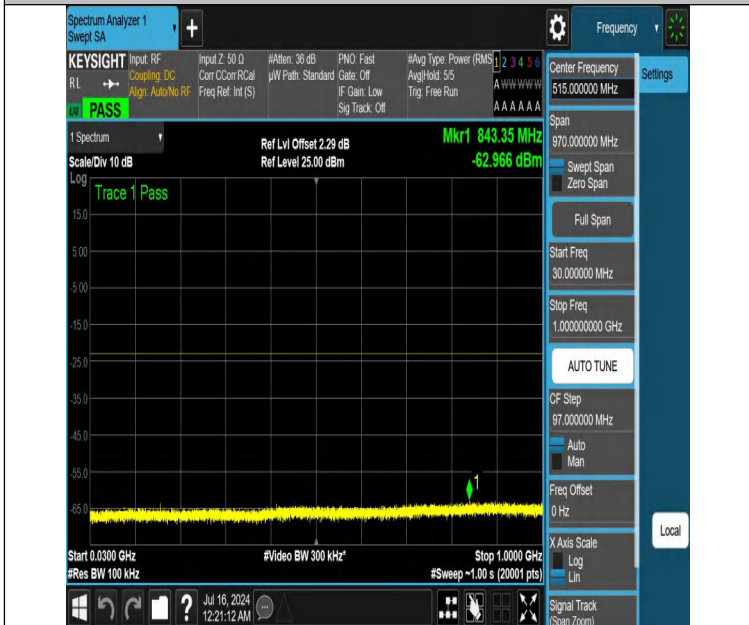 Spectrum Analyzer 1
Swept SA
+
Frequency
KEYSIGHT
RL
PASS
Input: RF
Coupling: DC
Align: Auto/No RF
Input Z: 50 Ω
Corr CCorr RCal
Freq Ref: Int (S)
#Atten: 36 dB
µW Path: Standard
PNO: Fast
Gate: Off
IF Gain: Low
Sig Track: Off
#Avg Type: Power (RMS
Avg|Hold: 5/5
Trig: Free Run
1 2 3 4 5 6
A W W W W W
A A A A A A
1 Spectrum
Scale/Div 10 dB
Ref Lvl Offset 2.29 dB
Ref Level 25.00 dBm
Mkr1 843.35 MHz
-62.966 dBm
Log
Trace 1 Pass
15.0
5.00
-5.00
-15.0
-25.0
-35.0
-45.0
-55.0
-65.0
1
Start 0.0300 GHz
#Res BW 100 kHz
#Video BW 300 kHz*
Stop 1.0000 GHz
#Sweep ~1.00 s (20001 pts)
?
Jul 16, 2024
12:21:12 AM
Center Frequency
515.000000 MHz
Settings
Span
970.000000 MHz
Swept Span
Zero Span
Full Span
Start Freq
30.000000 MHz
Stop Freq
1.000000000 GHz
AUTO TUNE
CF Step
97.000000 MHz
Auto
Man
Freq Offset
0 Hz
X Axis Scale
Log
Lin
Local
Signal Track
(Span Zoom)